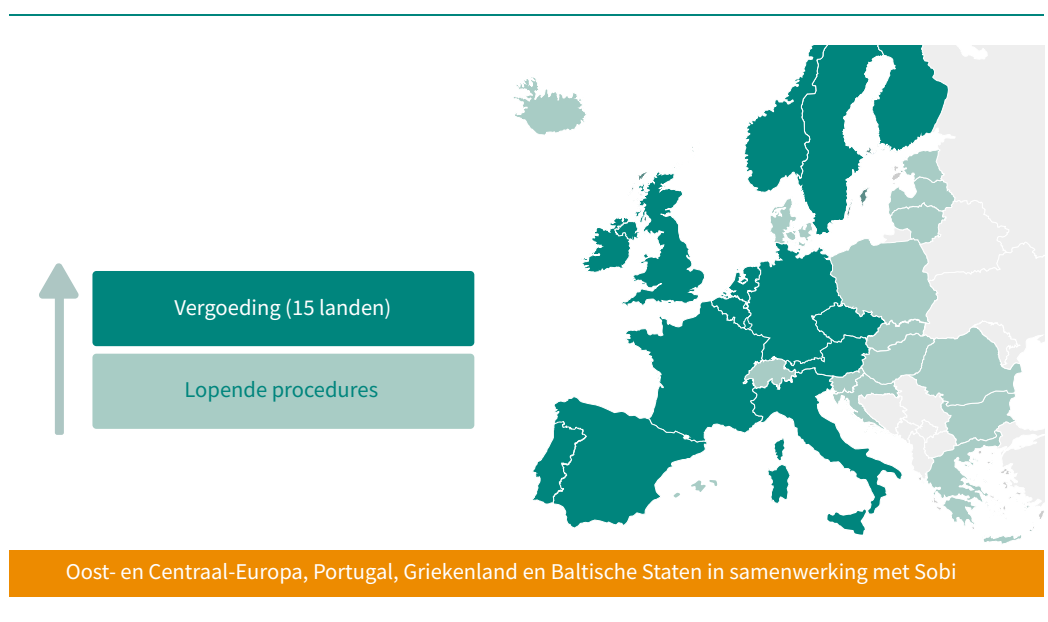 Vergoeding (15 landen)
Lopende procedures
Oost- en Centraal-Europa, Portugal, Griekenland en Baltische Staten in samenwerking met Sobi